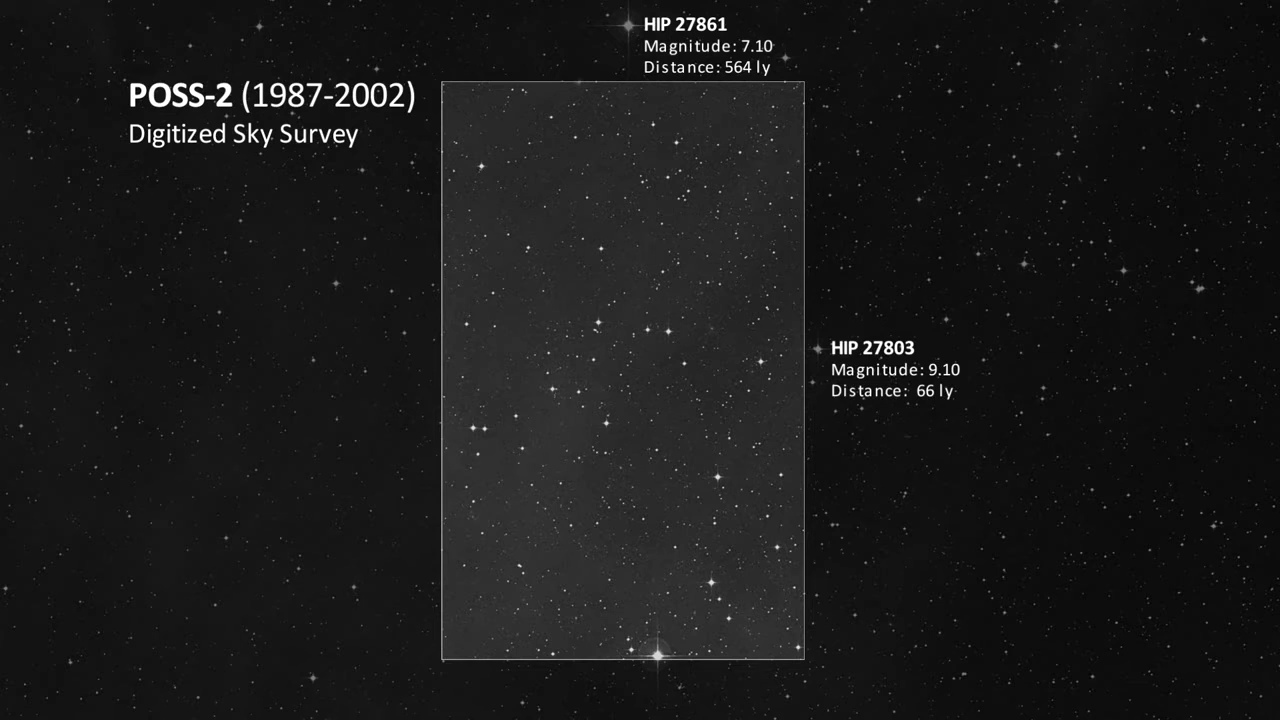 HIP 27861
Magnitude: 7.10
Distance: 564 ly
POSS-2 (1987-2002)
Digitized Sky Survey
HIP 27803
Magnitude: 9.10
Distance: 66 ly